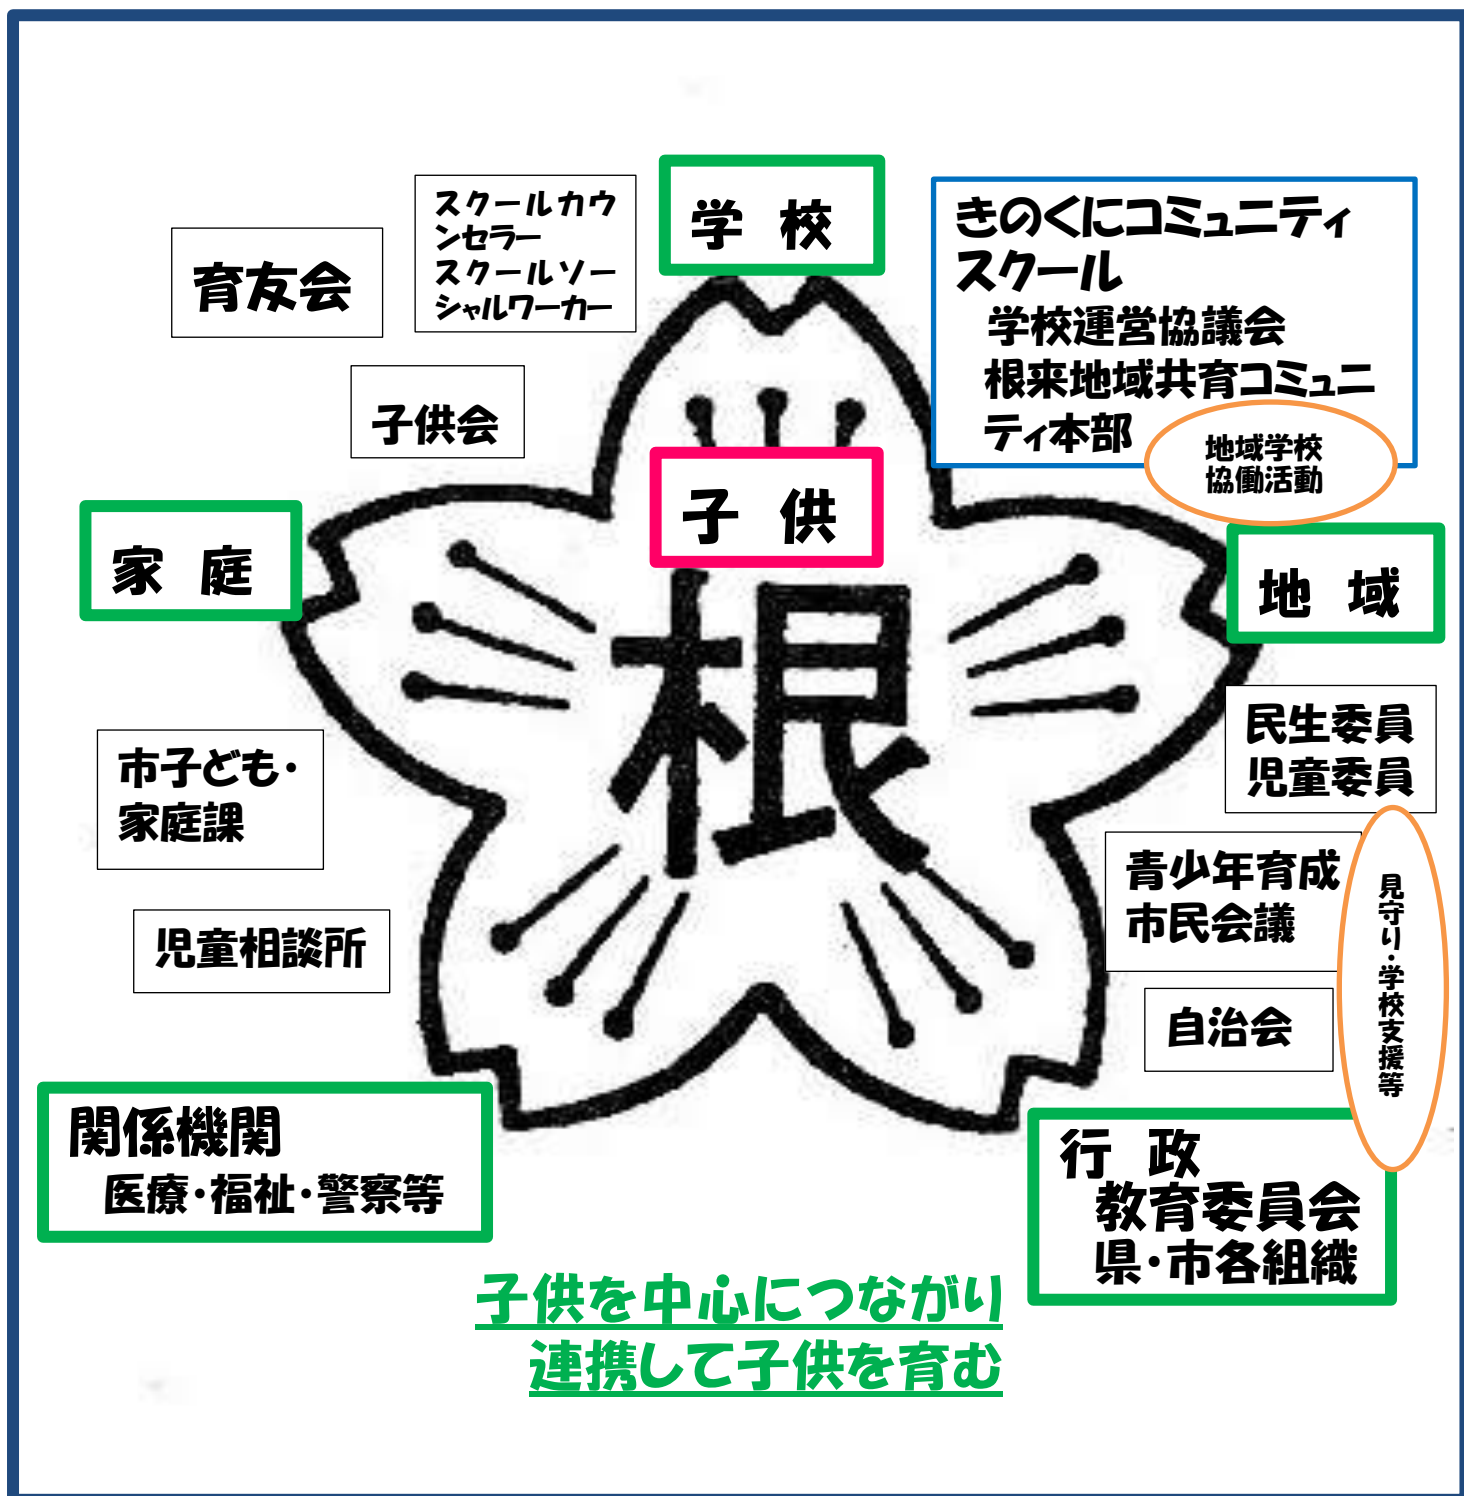 学 校
スクールカウ
ンセラー
スクールソー
シャルワーカー
育友会
子供会
きのくにコミュニティ
スクール
学校運営協議会
根来地域共育コミュニ
ティ本部
地域学校
協働活動
子 供
家 庭
地 域
根
民生委員
児童委員
市子ども・
家庭課
青少年育成
市民会議
見守り・学校支援等
児童相談所
自治会
関係機関
医療・福祉・警察等
行 政
教育委員会
県・市各組織
子供を中心につながり
連携して子供を育む